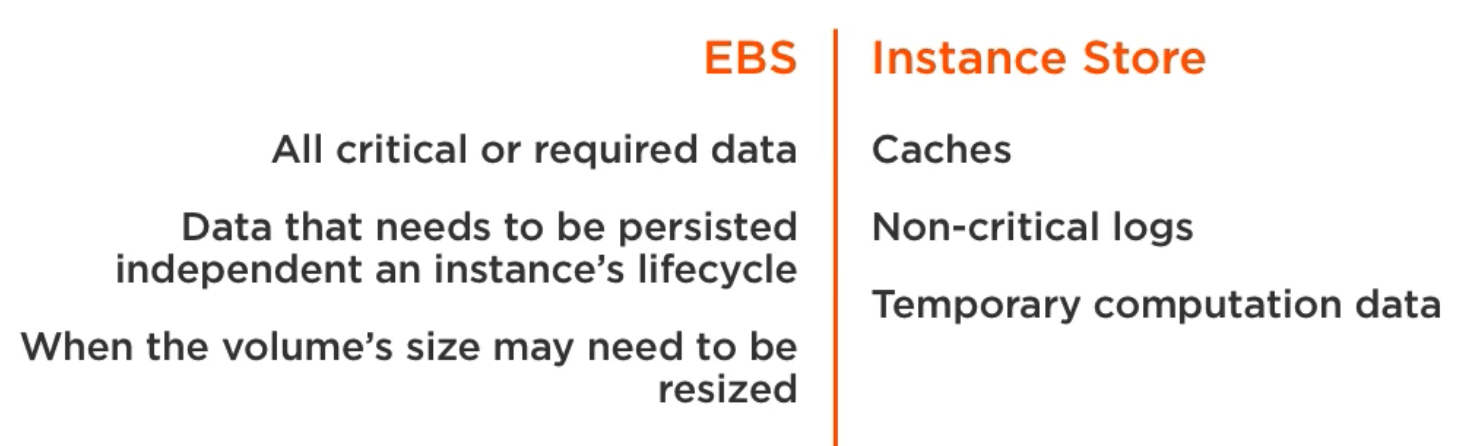 EBS
All critical or required data
Data that needs to be persisted
independent an instance's lifecycle
When the volume's size may need to be
resized
Instance Store
Caches
Non-critical logs
Temporary computation data